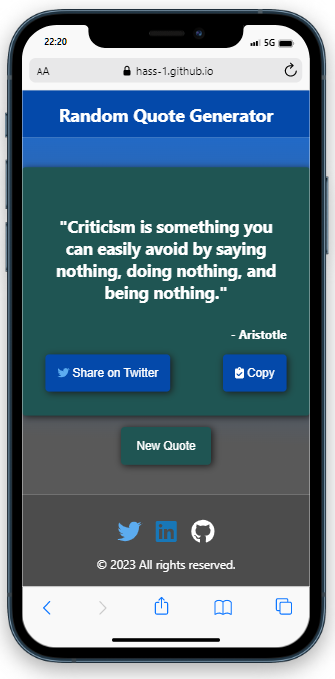 22:20
5G
AA
hass-1.github.io
Random Quote Generator
"Criticism is something you
can easily avoid by saying
nothing, doing nothing, and
being nothing."
- Aristotle
Share on Twitter
Copy
New Quote
in
© 2023 All rights reserved.